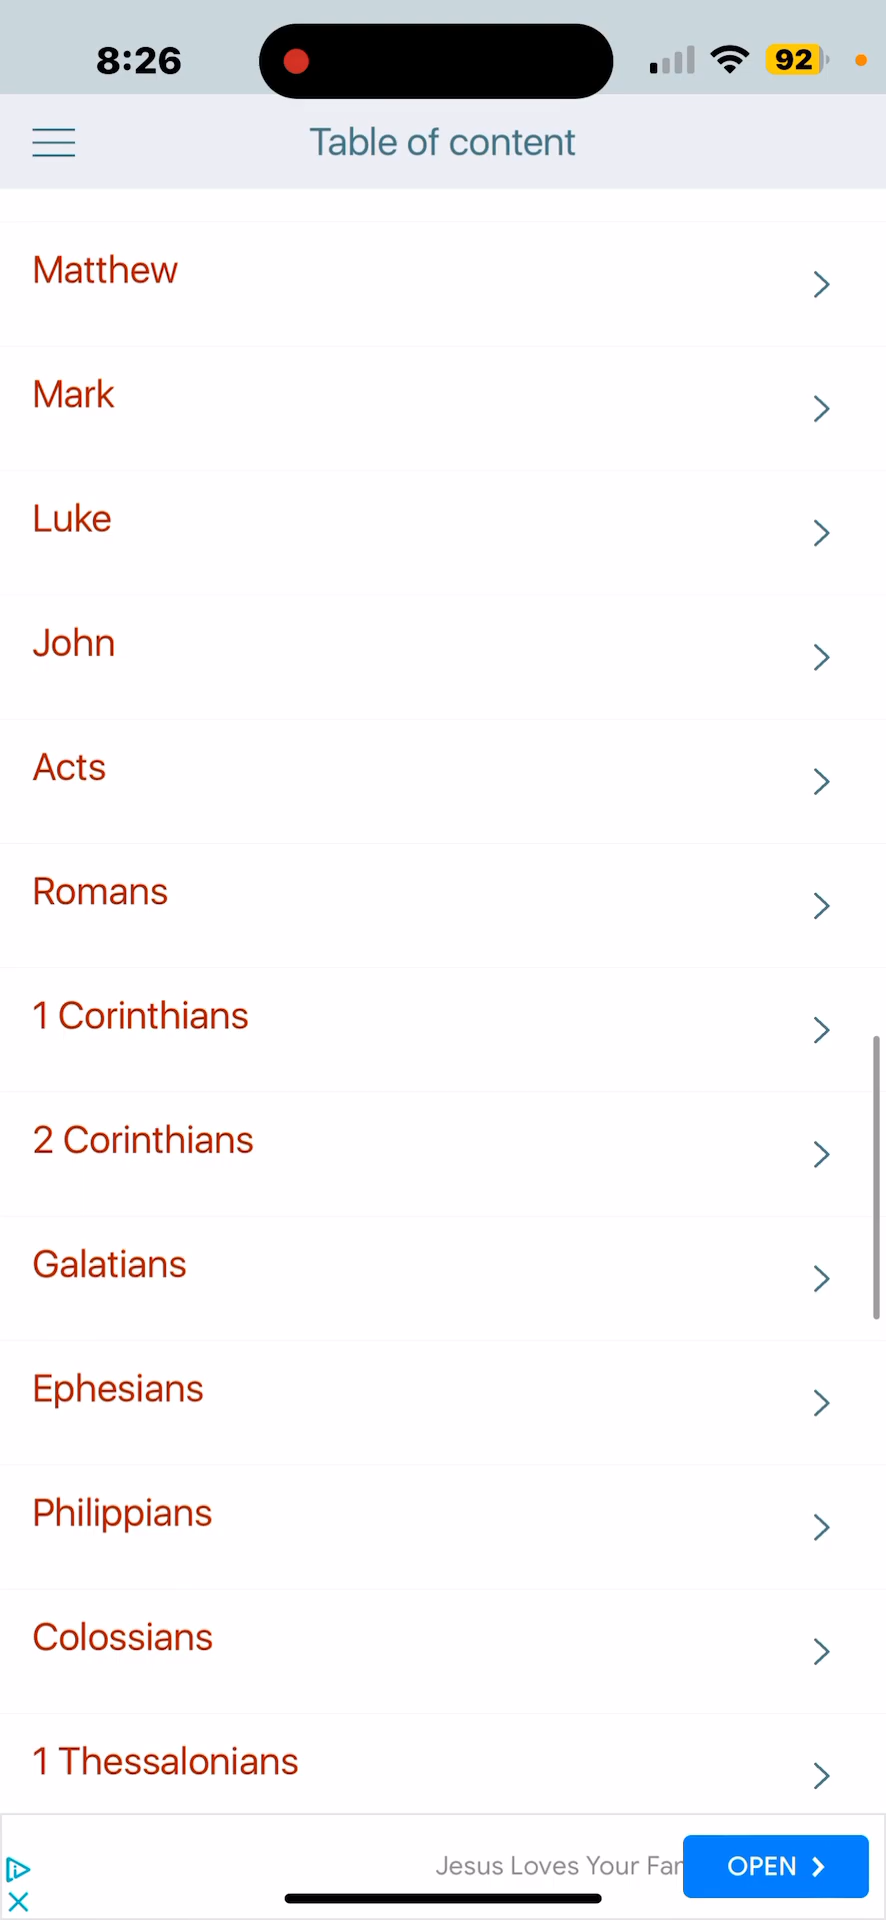 8:26
92
Table of content
Matthew
Mark
Luke
John
Acts
Romans
1 Corinthians
2 Corinthians
Galatians
Ephesians
Philippians
Colossians
1 Thessalonians
Jesus Loves Your
OPEN